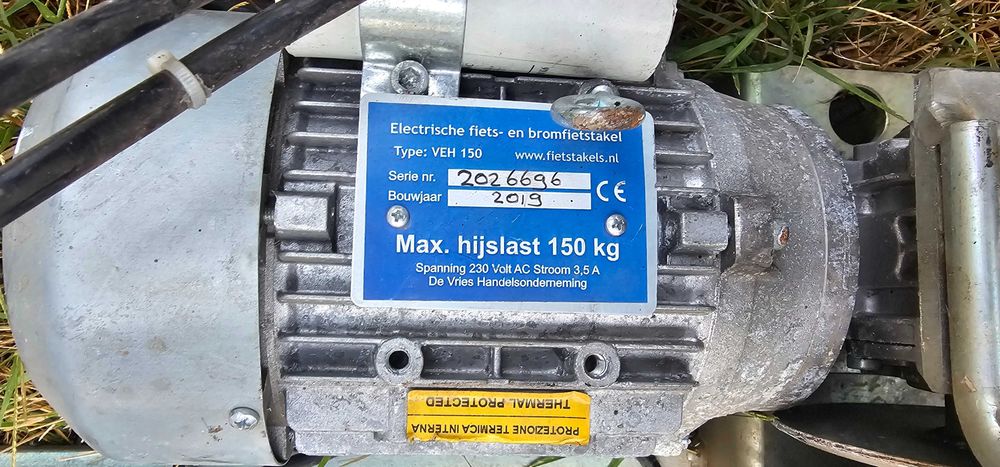 Electrische fiets- en bromfietstakel
Type: VEH 150 www.fietstakels.nl
Serie nr. 2026696
Bouwjaar 2019
CE
Max. hijslast 150 kg
Spanning 230 Volt AC Stroom 3,5 A
De Vries Handelsonderneming
PROTEZIONE TERMICA INTERNA
THERMAL PROTECTED